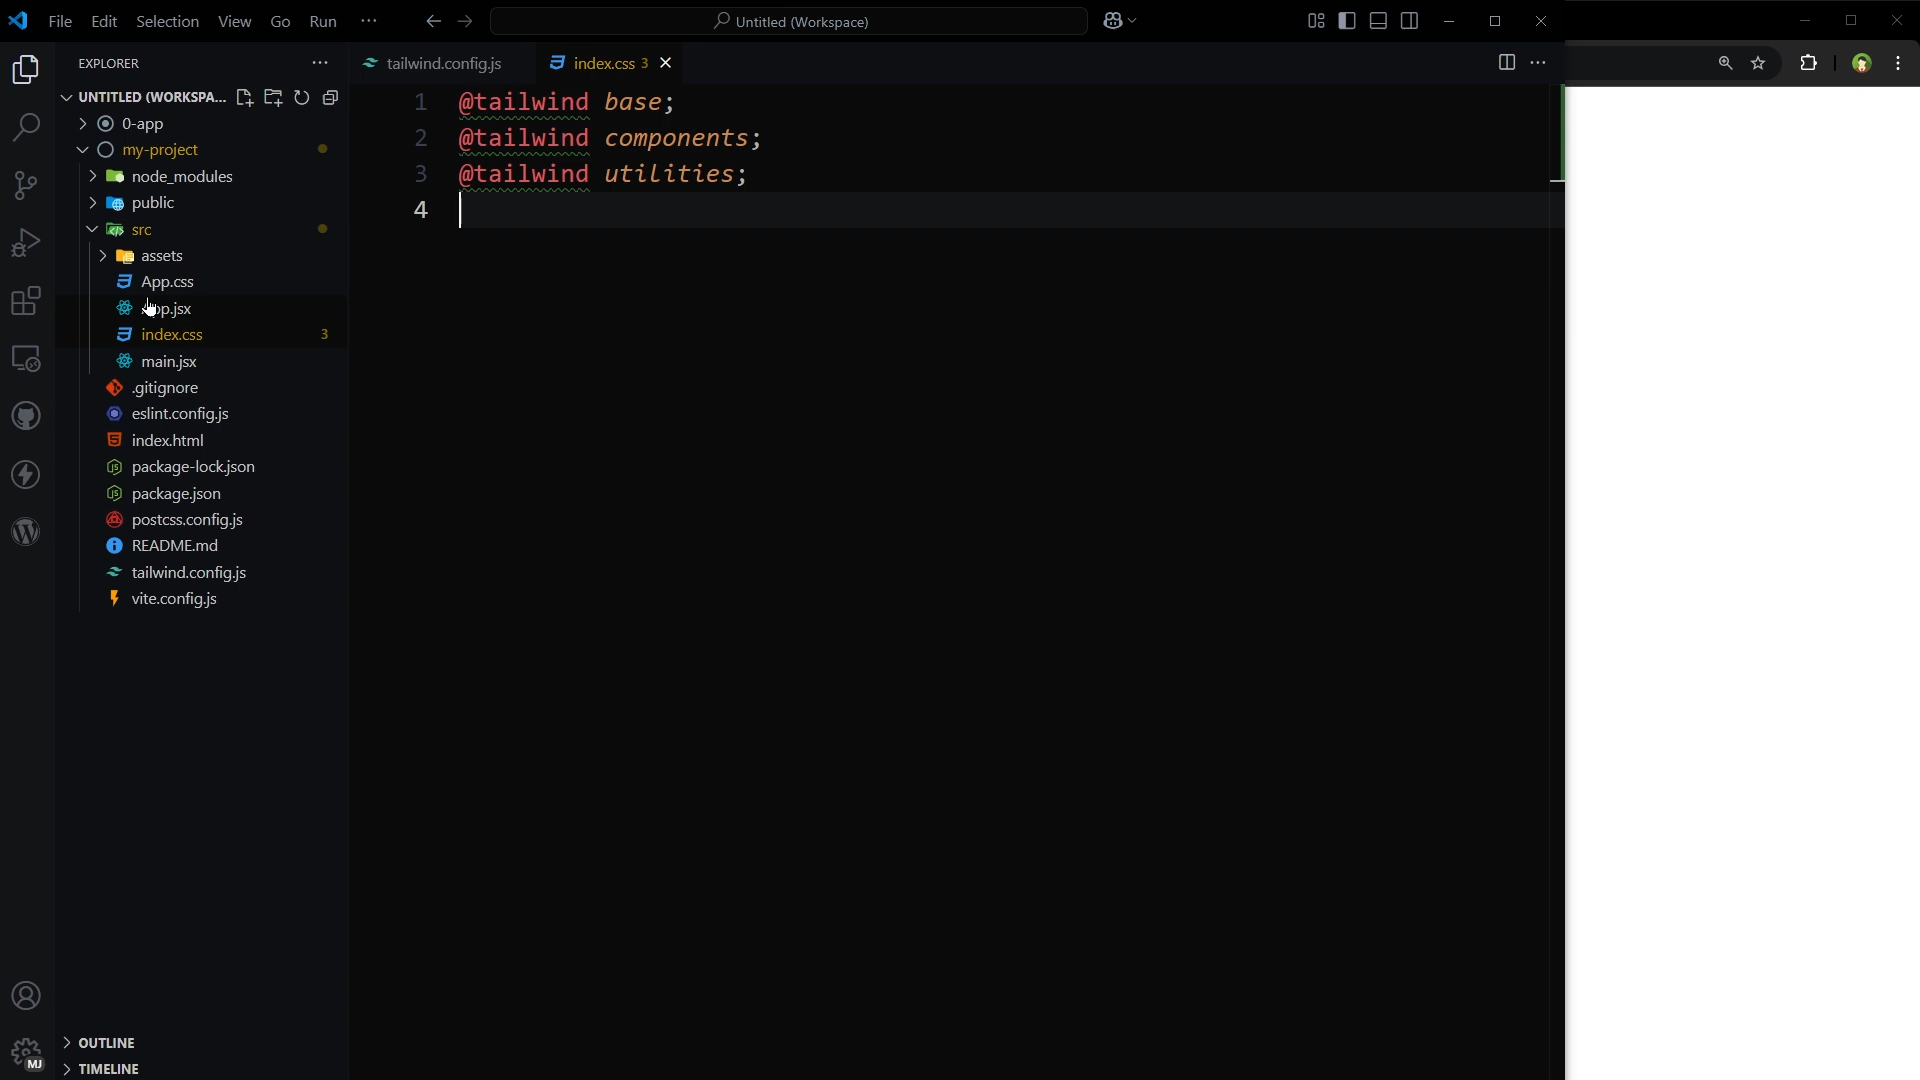 File Edit Selection View Go Run
Untitled (Workspace)
EXPLORER
tailwind.config.js
index.css 3
UNTITLED (WORKSPA...
0-app
my-project
node_modules
public
src
assets
App.css
index.css 3
main.jsx
.gitignore
eslint.config.js
index.html
package-lock.json
package.json
postcss.config.js
README.md
tailwind.config.js
vite.config.js
OUTLINE
TIMELINE
MJ
1 @tailwind base;
2 @tailwind components;
3 @tailwind utilities;
4